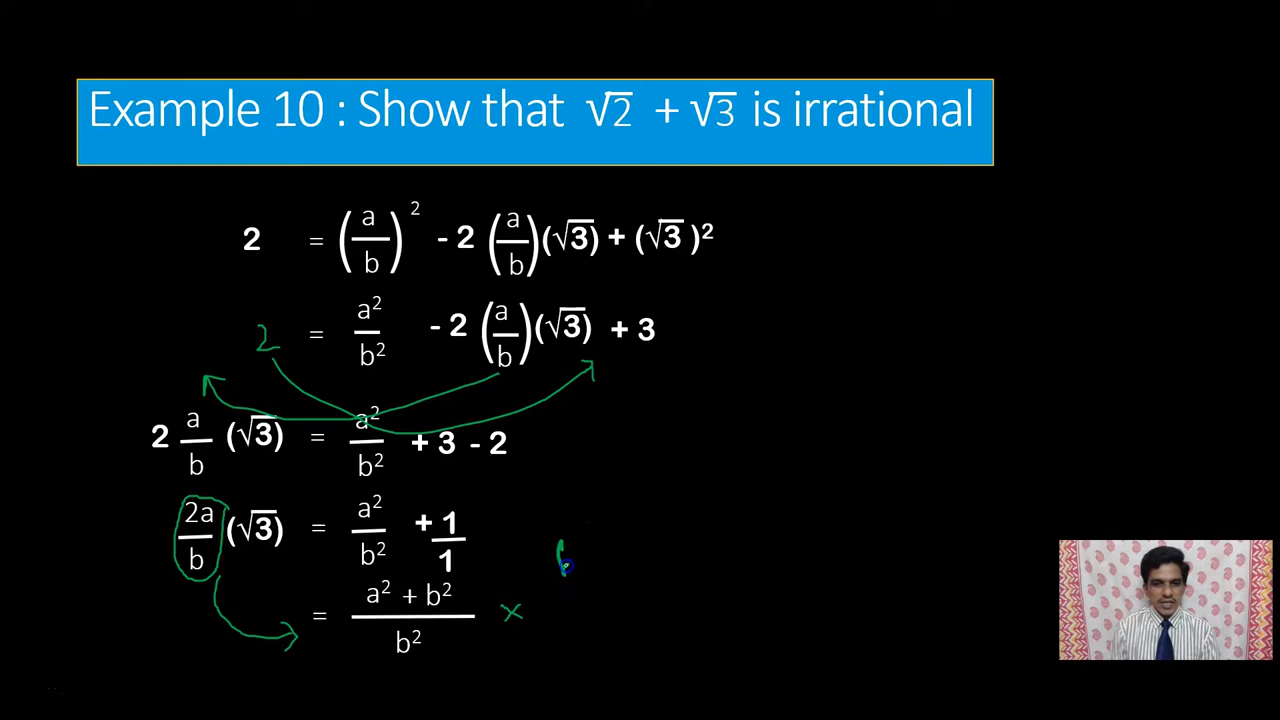 Example 10 : Show that √2 + √3 is irrational
2 = (a/b)² - 2 (a/b)(√3) + (√3 )²
2 = a²/b² - 2 (a/b)(√3) + 3
2 a/b (√3) = a²/b² + 3 - 2
2a/b (√3) = a²/b² + 1/1
= a² + b²/b² ×